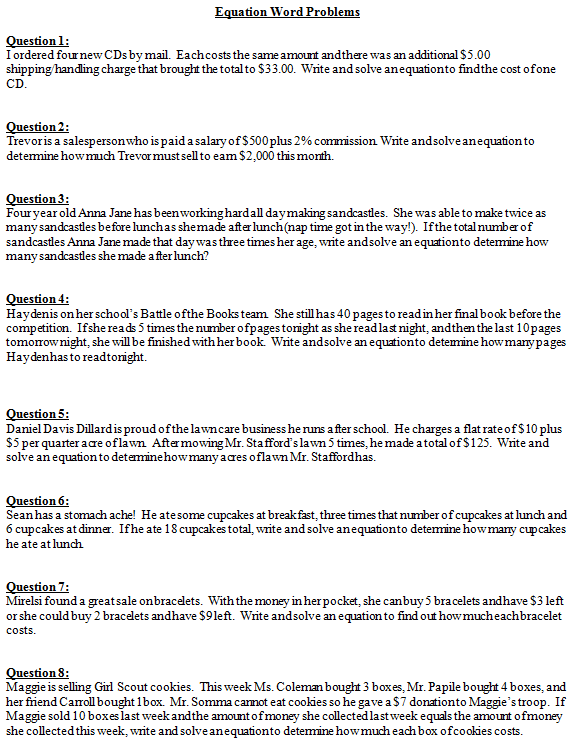 Equation Word Problems
Question 1:
I ordered four new CDs by mail. Each costs the same amount and there was an additional $5.00
shipping/handling charge that brought the total to $33.00. Write and solve an equation to find the cost of one
CD.
Question 2:
Trevor is a salesperson who is paid a salary of $500 plus 2% commission. Write and solve an equation to
determine how much Trevor must sell to earn $2,000 this month.
Question 3:
Four year old Anna Jane has been working hard all day making sandcastles. She was able to make twice as
many sandcastles before lunch as she made after lunch (nap time got in the way!). If the total number of
sandcastles Anna Jane made that day was three times her age, write and solve an equation to determine how
many sandcastles she made after lunch?
Question 4:
Hayden is on her school's Battle of the Books team. She still has 40 pages to read in her final book before the
competition. If she reads 5 times the number of pages tonight as she read last night, and then the last 10 pages
tomorrow night, she will be finished with her book. Write and solve an equation to determine how many pages
Hayden has to read tonight.
Question 5:
Daniel Davis Dillard is proud of the lawn care business he runs after school. He charges a flat rate of $10 plus
$5 per quarter acre of lawn. After mowing Mr. Stafford's lawn 5 times, he made a total of $125. Write and
solve an equation to determine how many acres of lawn Mr. Stafford has.
Question 6:
Sean has a stomach ache! He ate some cupcakes at breakfast, three times that number of cupcakes at lunch and
6 cupcakes at dinner. If he ate 18 cupcakes total, write and solve an equation to determine how many cupcakes
he ate at lunch.
Question 7:
Mirelsi found a great sale on bracelets. With the money in her pocket, she can buy 5 bracelets and have $3 left
or she could buy 2 bracelets and have $9 left. Write and solve an equation to find out how much each bracelet
costs.
Question 8:
Maggie is selling Girl Scout cookies. This week Ms. Coleman bought 3 boxes, Mr. Papile bought 4 boxes, and
her friend Carroll bought 1 box. Mr. Somma cannot eat cookies so he gave a $7 donation to Maggie's troop. If
Maggie sold 10 boxes last week and the amount of money she collected last week equals the amount of money
she collected this week, write and solve an equation to determine how much each box of cookies costs.